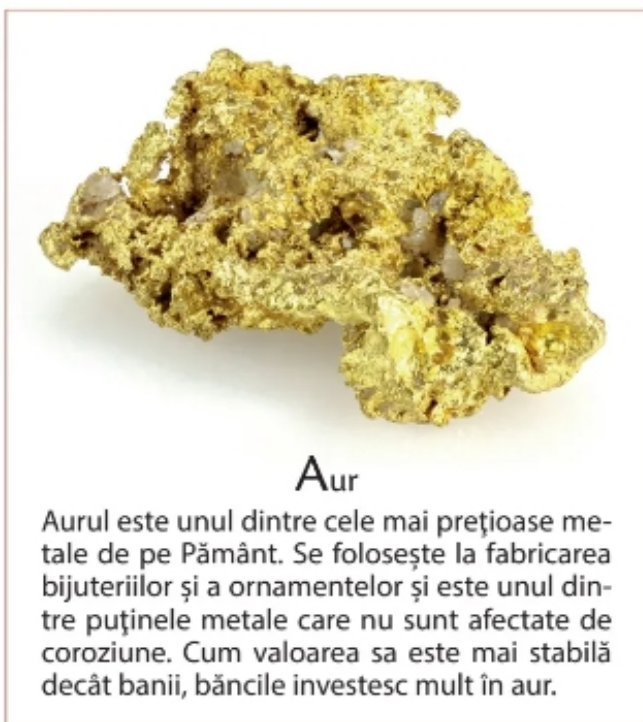 Aur
Aurul este unul dintre cele mai preţioase me-
tale de pe Pământ. Se folosește la fabricarea
bijuteriilor și a ornamentelor și este unul din-
tre puţinele metale care nu sunt afectate de
coroziune. Cum valoarea sa este mai stabilă
decât banii, băncile investesc mult în aur.